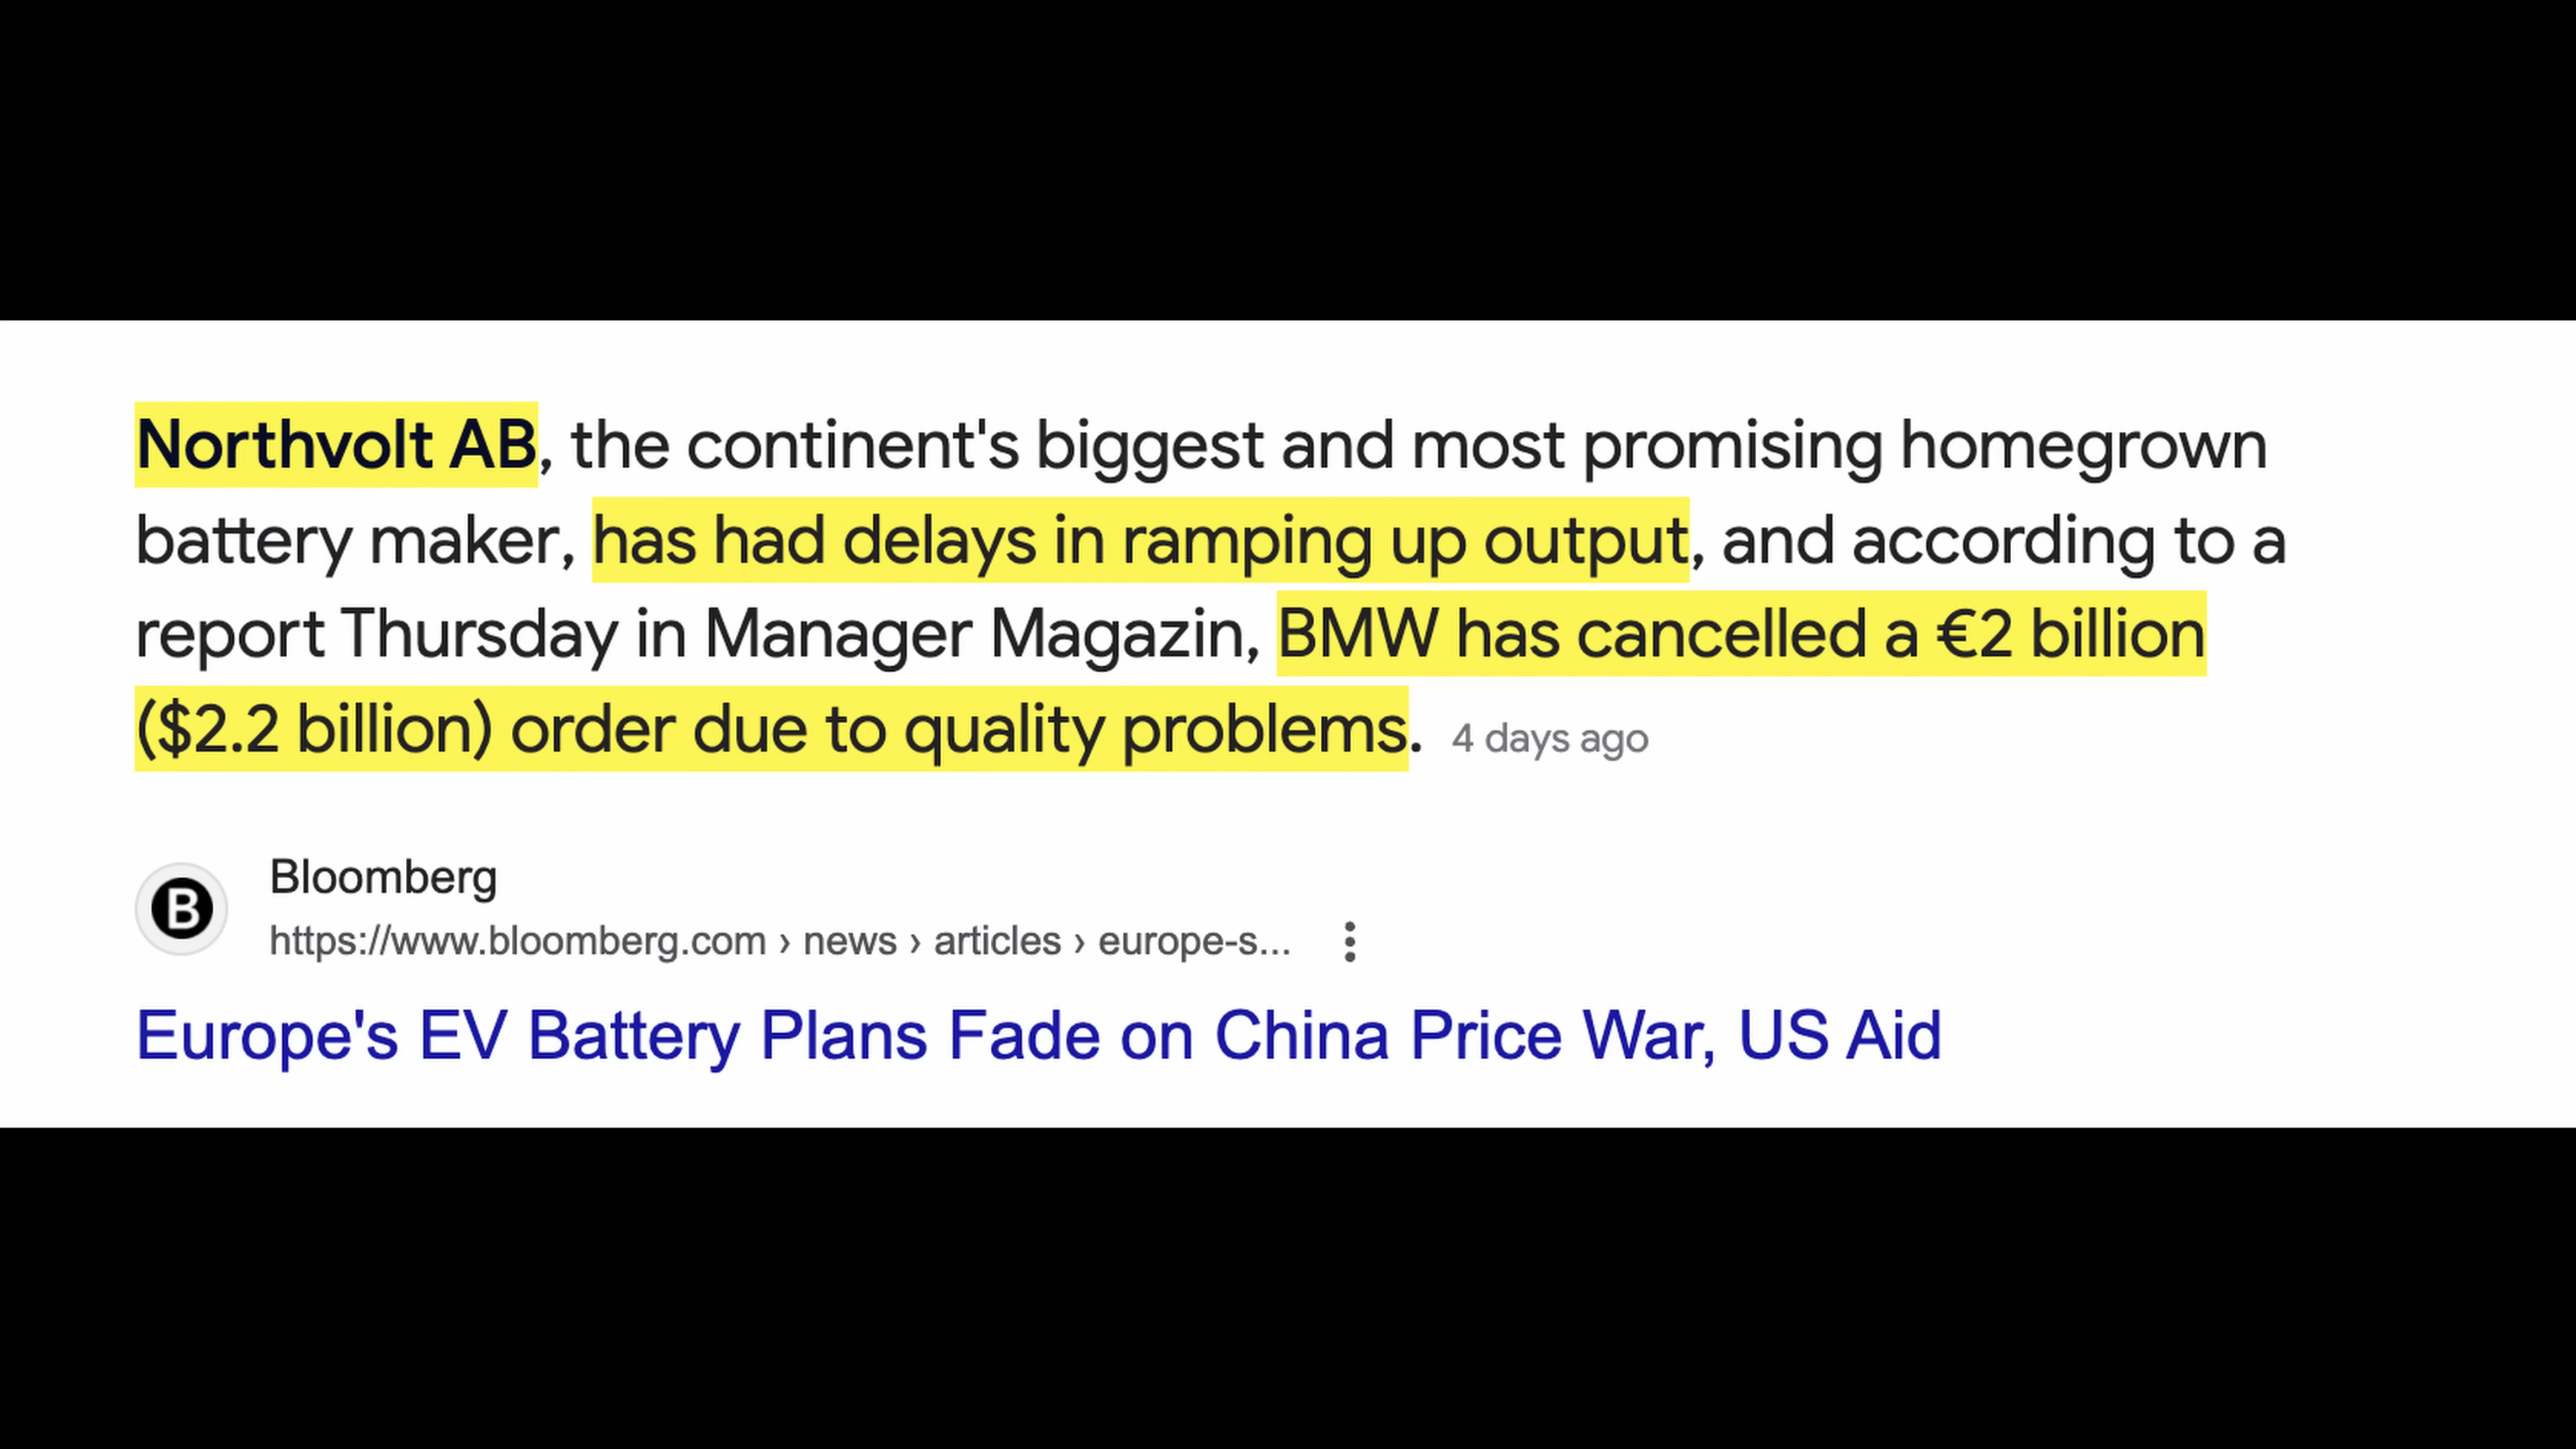 Northvolt AB, the continent's biggest and most promising homegrown
battery maker, has had delays in ramping up output, and according to a
report Thursday in Manager Magazin, BMW has cancelled a €2 billion
($2.2 billion) order due to quality problems. 4 days ago
B
Bloomberg
https://www.bloomberg.com › news › articles › europe-s...
Europe's EV Battery Plans Fade on China Price War, US Aid